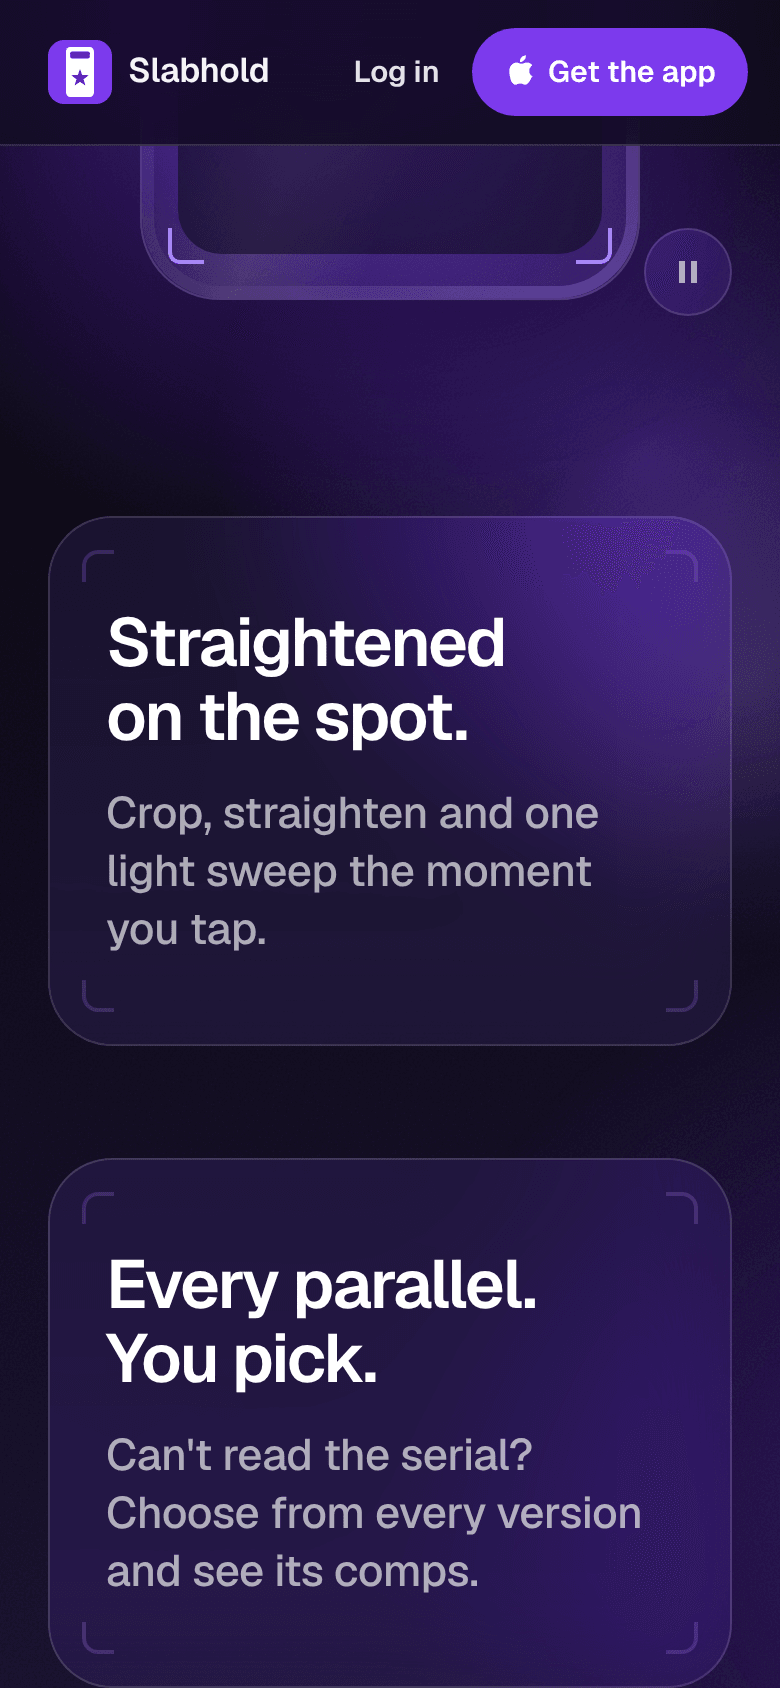 Slabhold
Log in
Get the app
Straightened
on the spot.
Crop, straighten and one
light sweep the moment
you tap.
Every parallel.
You pick.
Can't read the serial?
Choose from every version
and see its comps.